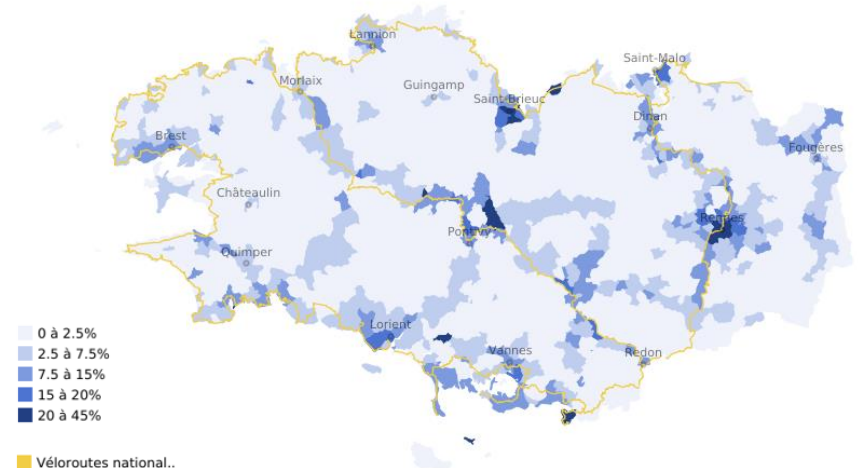 Lannion
Saint-Malo
Morlaix
Guingamp
Saint-Brieuc
Dinan
Brest
Fougères
Châteaulin
Rennes
Pontivy
Quimper
Lorient
Vannes
Redon
0 à 2.5%
2.5 à 7.5%
7.5 à 15%
15 à 20%
20 à 45%
Véloroutes national..